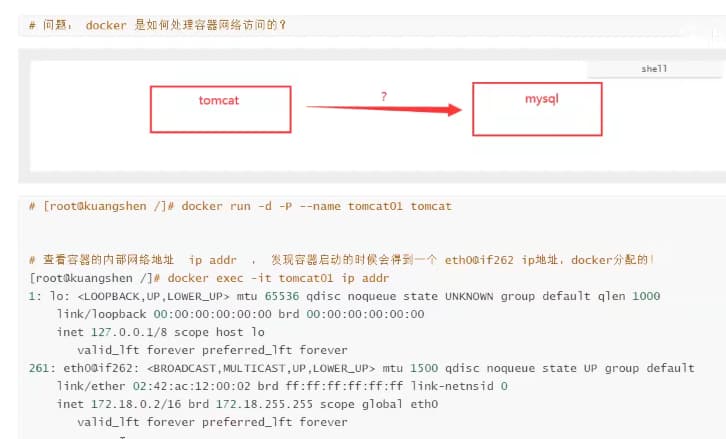 # 问题： docker 是如何处理容器网络访问的？
shell
tomcat
?
mysql
# [root@kuangshen /]# docker run -d -P --name tomcat01 tomcat
# 查看容器的内部网络地址 ip addr ， 发现容器启动的时候会得到一个 eth0@if262 ip地址，docker分配的！
[root@kuangshen /]# docker exec -it tomcat01 ip addr
1: lo: <LOOPBACK,UP,LOWER_UP> mtu 65536 qdisc noqueue state UNKNOWN group default qlen 1000
link/loopback 00:00:00:00:00:00 brd 00:00:00:00:00:00
inet 127.0.0.1/8 scope host lo
valid_lft forever preferred_lft forever
261: eth0@if262: <BROADCAST,MULTICAST,UP,LOWER_UP> mtu 1500 qdisc noqueue state UP group default
link/ether 02:42:ac:12:00:02 brd ff:ff:ff:ff:ff:ff link-netnsid 0
inet 172.18.0.2/16 brd 172.18.255.255 scope global eth0
valid_lft forever preferred_lft forever